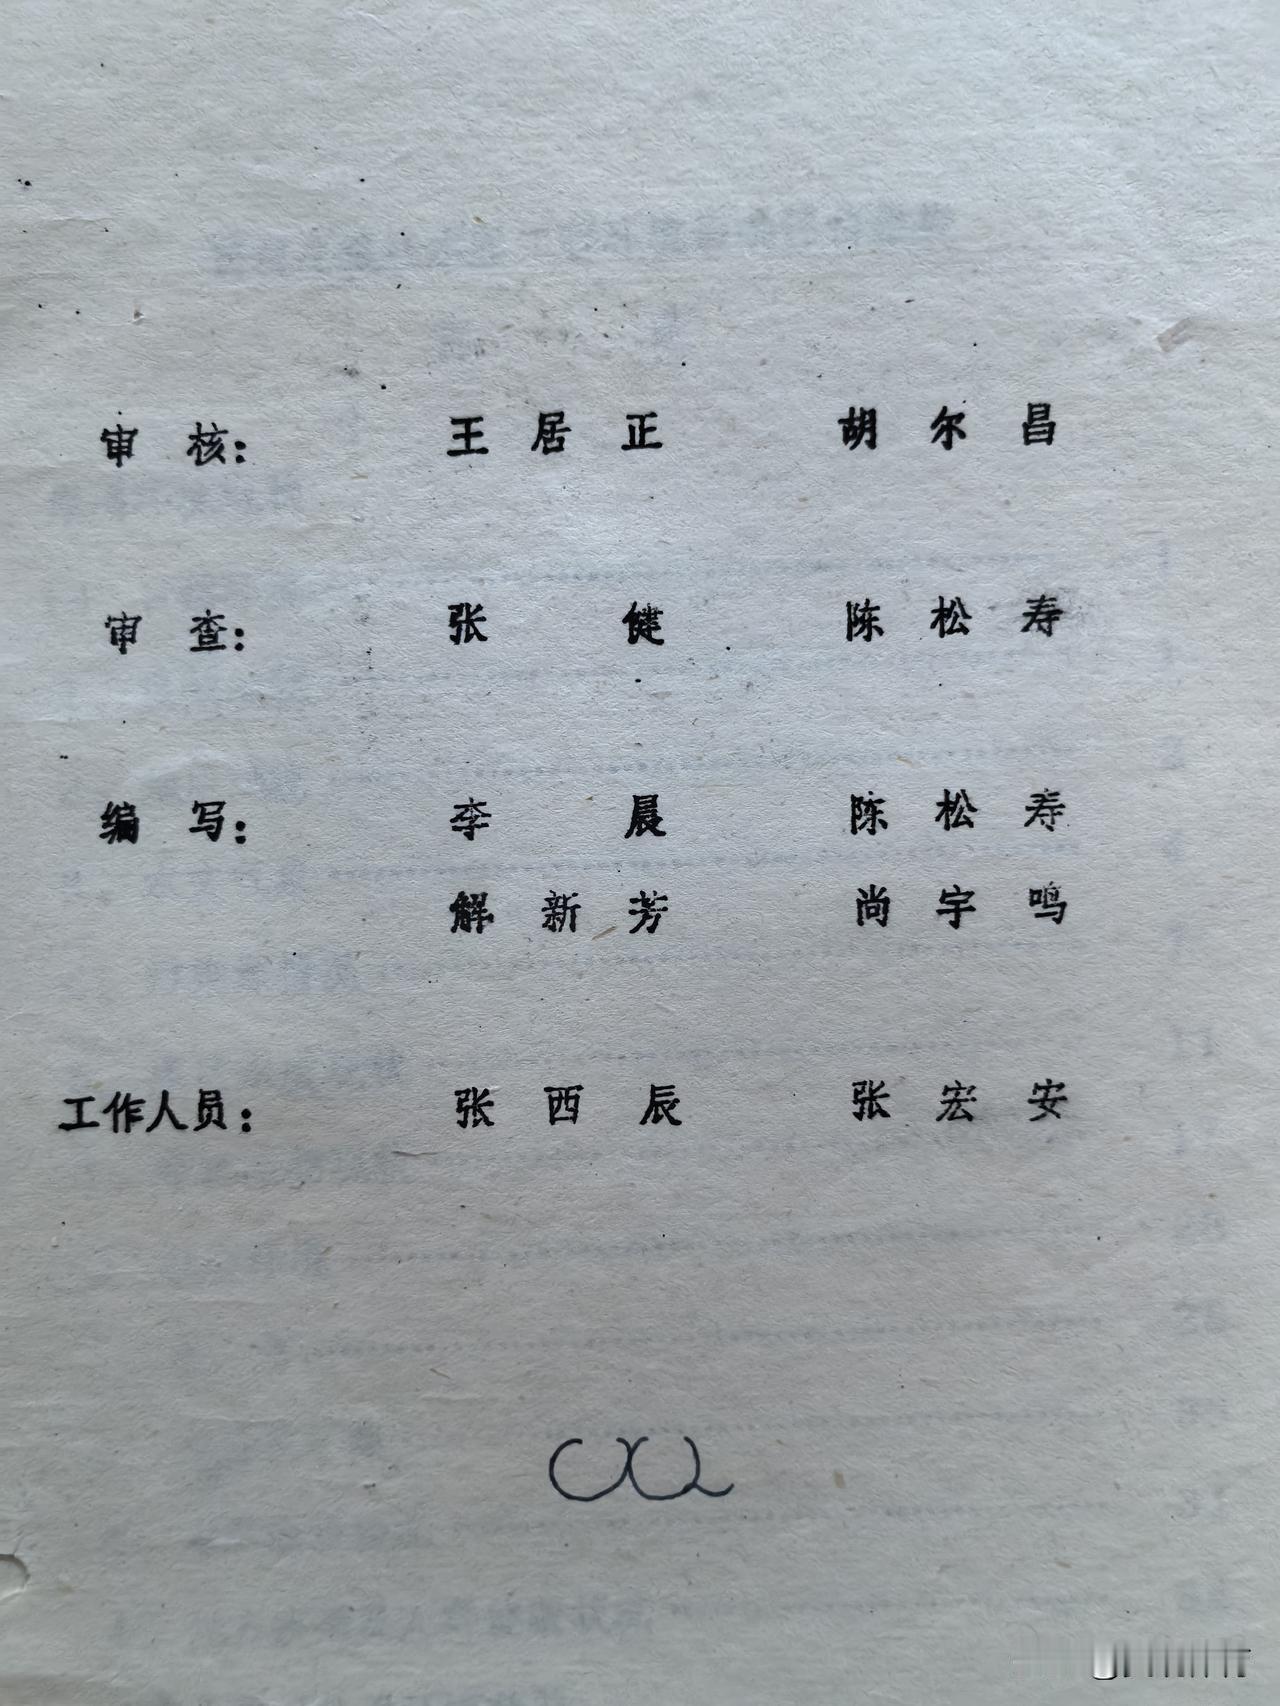 审 核： 王 居 正 胡 尔 昌
审 查： 张 健 陈 松 寿
编 写： 李 晨 陈 松 寿
解 新 芳 尚 宇 鸣
工作人员： 张 西 辰 张 宏 安